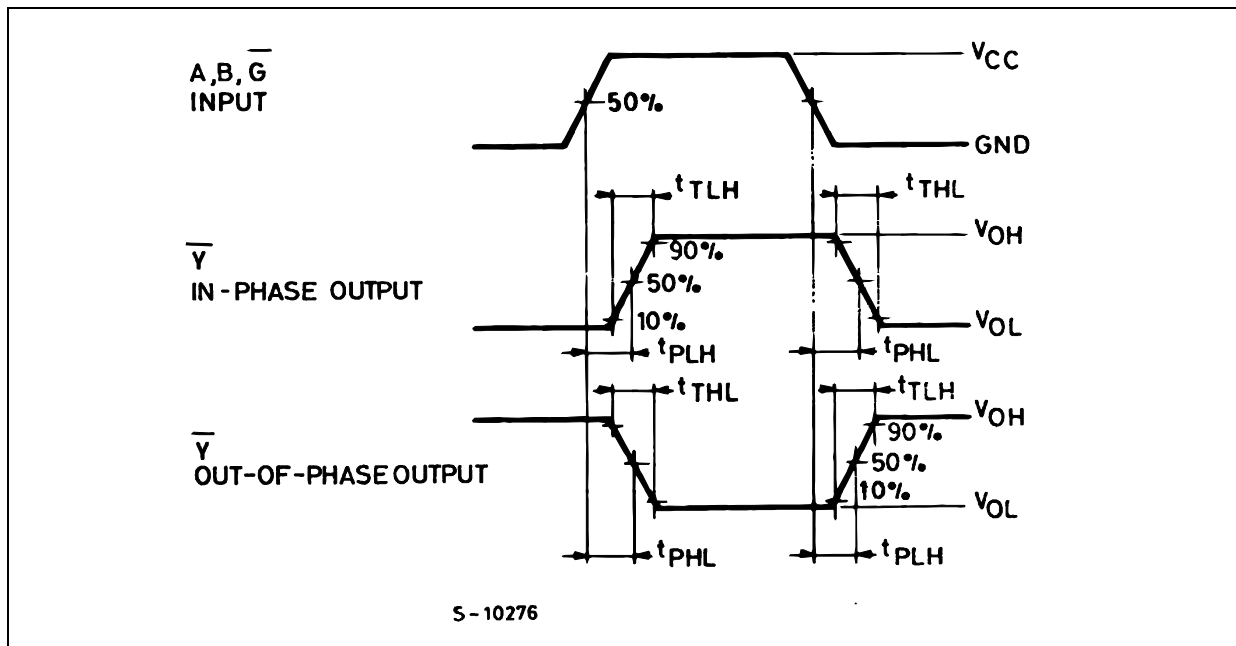 A,B,G̅
INPUT
50%
VCC
GND
tTLH
tTHL
Y̅
IN-PHASE OUTPUT
90%
50%
10%
VOH
VOL
tPLH
tPHL
tTHL
tTLH
Y̅
OUT-OF-PHASE OUTPUT
VOH
90%
50%
10%
VOL
tPHL
tPLH
S-10276